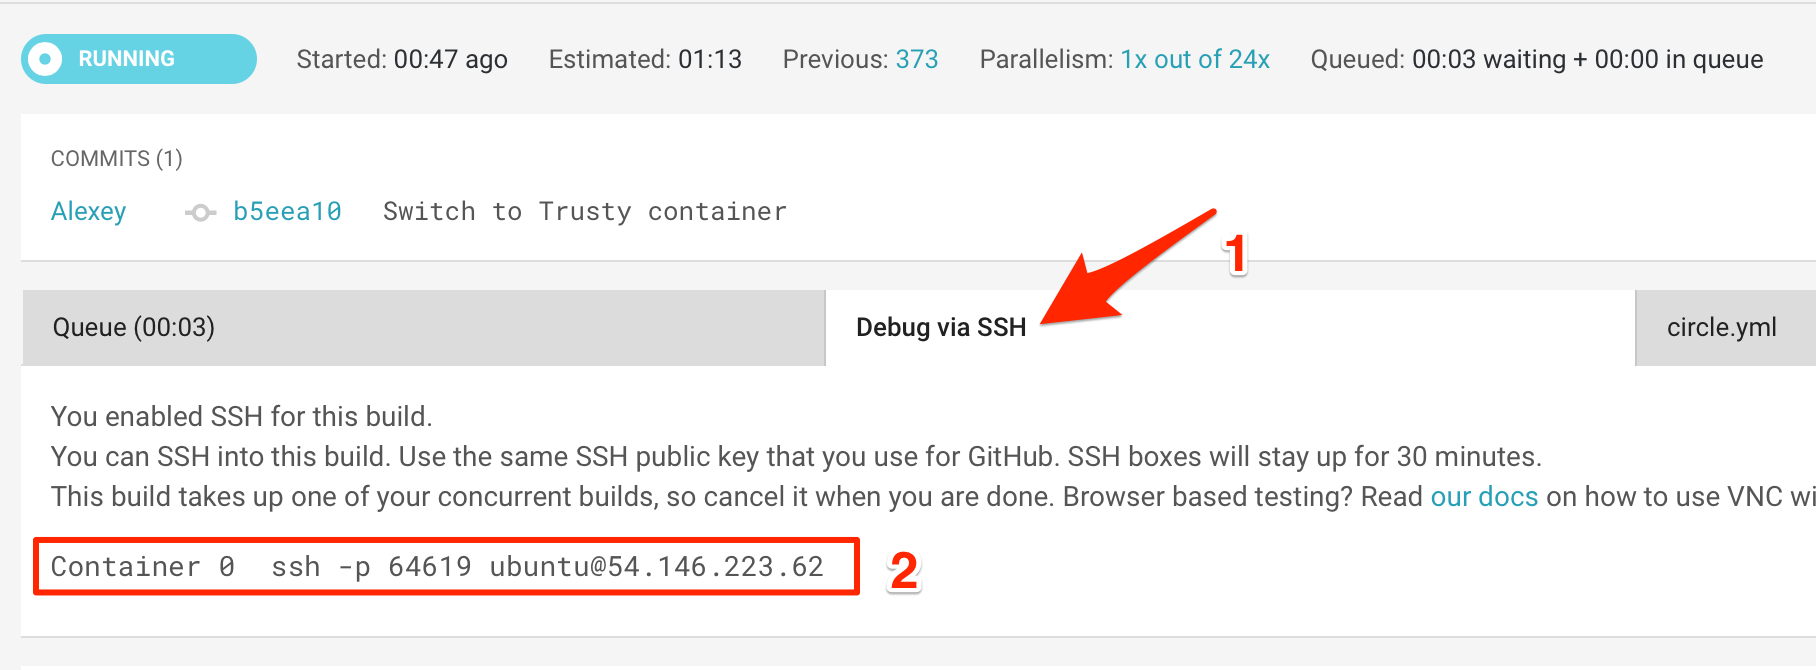 RUNNING Started: 00:47 ago Estimated: 01:13 Previous: 373 Parallelism: 1x out of 24x Queued: 00:03 waiting + 00:00 in queue
COMMITS (1)
Alexey b5eea10 Switch to Trusty container
1
Queue (00:03) Debug via SSH circle.yml
You enabled SSH for this build.
You can SSH into this build. Use the same SSH public key that you use for GitHub. SSH boxes will stay up for 30 minutes.
This build takes up one of your concurrent builds, so cancel it when you are done. Browser based testing? Read our docs on how to use VNC wi
Container 0 ssh -p 64619 ubuntu@54.146.223.62 2